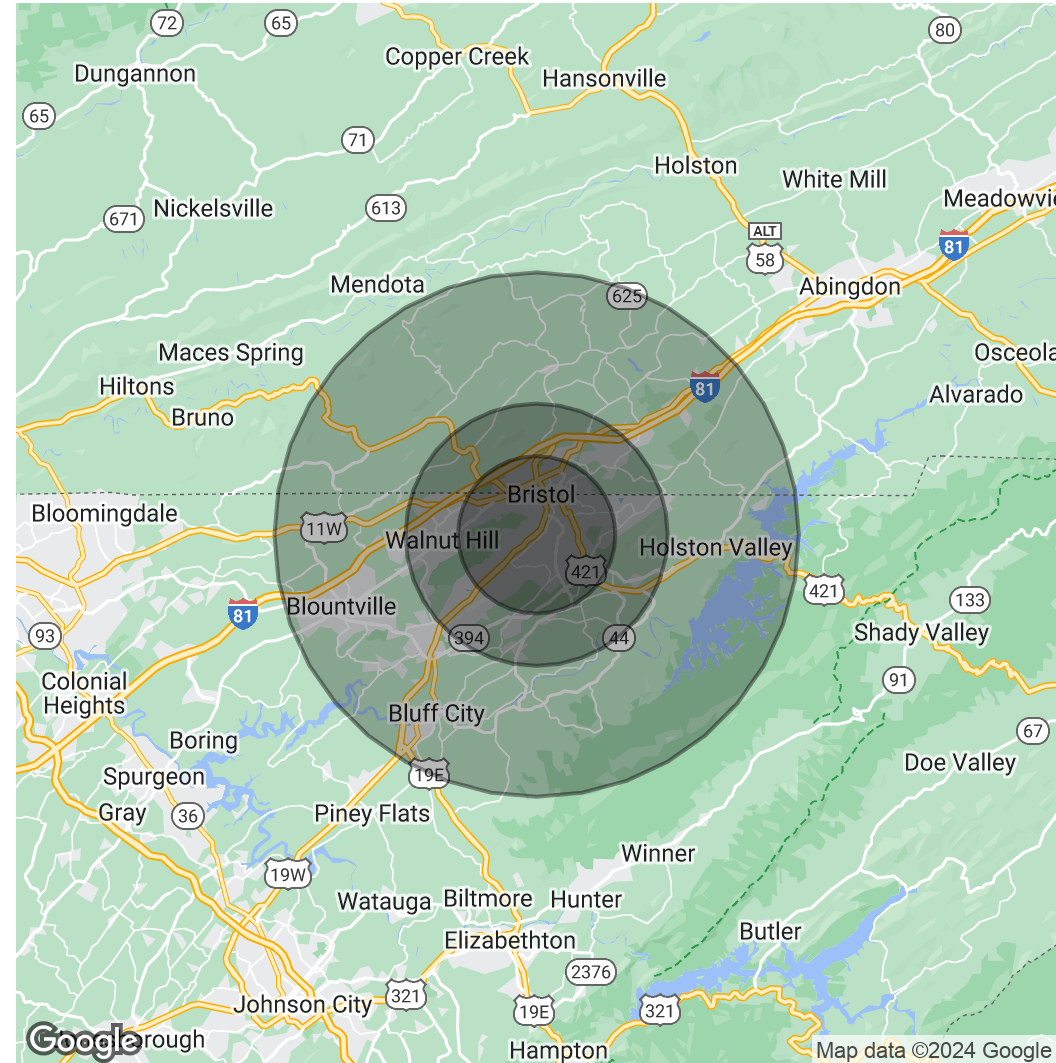 72
65
80
Copper Creek
Dungannon
Hansonville
65
71
Holston
White Mill
Meadowvie
671
Nickelsville
613
ALT
58
81
Mendota
625
Abingdon
Maces Spring
Osceola
Hiltons
81
Alvarado
Bruno
Bristol
Bloomingdale
11W
Walnut Hill
Holston Valley
421
421
Blountville
81
133
93
394
44
Shady Valley
Colonial
Heights
91
Bluff City
67
Boring
Spurgeon
19E
Doe Valley
Gray
36
Piney Flats
Winner
19W
Watauga
Biltmore
Hunter
Butler
Elizabethton
2376
321
Johnson City
19E
321
Google
Hampton
Map data ©2024 Google